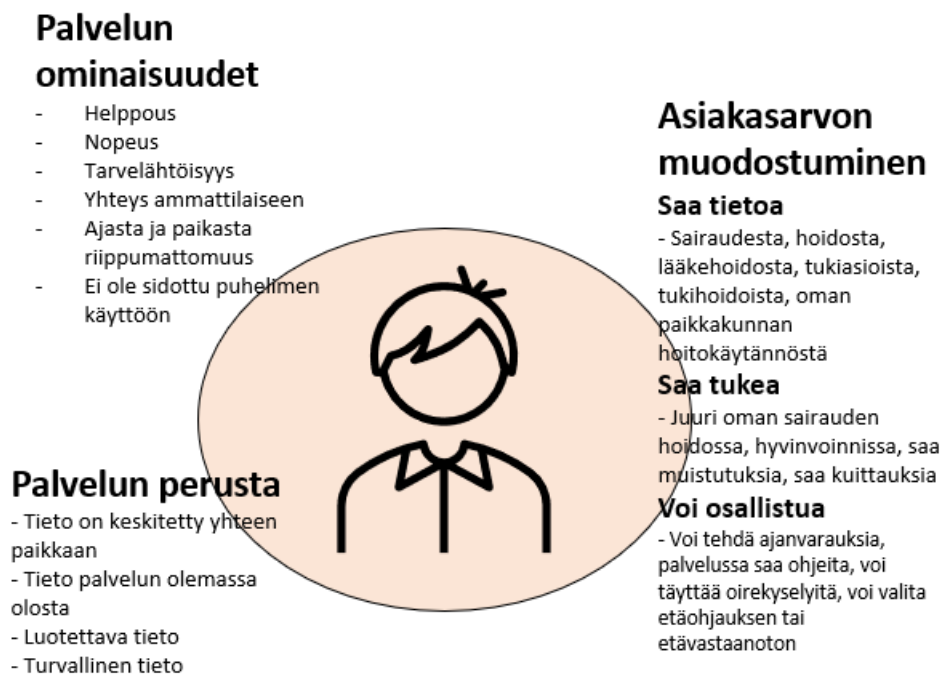 Palvelun
ominaisuudet
- Helppous
- Nopeus
- Tarvelähtöisyys
- Yhteys ammattilaiseen
- Ajasta ja paikasta
riippumattomuus
- Ei ole sidottu puhelimen
käyttöön
Palvelun perusta
- Tieto on keskitetty yhteen
paikkaan
- Tieto palvelun olemassa
olosta
- Luotettava tieto
- Turvallinen tieto
Asiakasarvon
muodostuminen
Saa tietoa
- Sairaudesta, hoidosta,
lääkehoidosta, tukiasioista,
tukihoidoista, oman
paikkakunnan
hoitokäytännöstä
Saa tukea
- Juuri oman sairauden
hoidossa, hyvinvoinnissa, saa
muistutuksia, saa kuittauksia
Voi osallistua
- Voi tehdä ajanvarauksia,
palvelussa saa ohjeita, voi
täyttää oirekyselyitä, voi valita
etäohjauksen tai
etävastaanoton